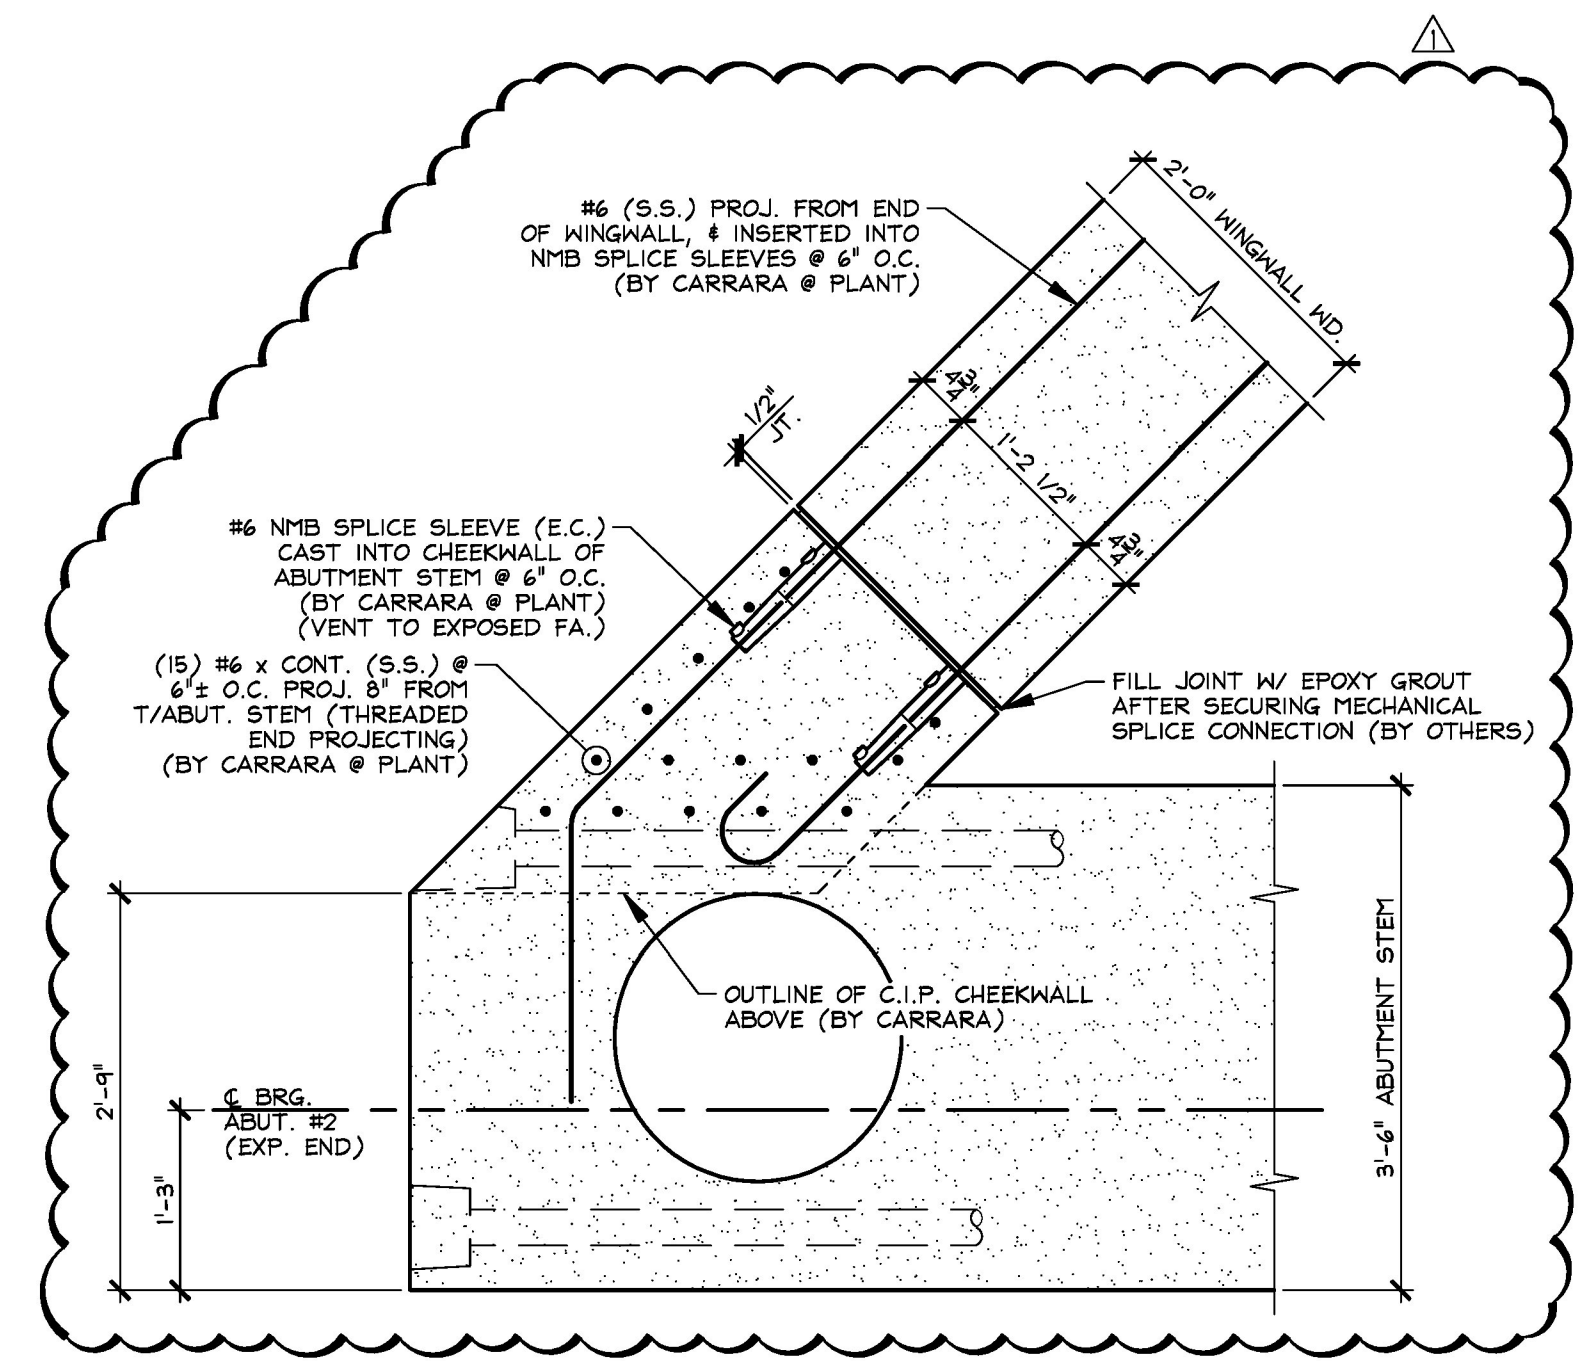 1
2'-0" WINGWALL WD.
#6 (S.S.) PROJ. FROM END
OF WINGWALL, & INSERTED INTO
NMB SPLICE SLEEVES @ 6" O.C.
(BY CARRARA @ PLANT)
4 3/4"
1'-2 1/2"
4 3/4"
1/2"
JT.
#6 NMB SPLICE SLEEVE (E.C.)
CAST INTO CHEEKWALL OF
ABUTMENT STEM @ 6" O.C.
(BY CARRARA @ PLANT)
(VENT TO EXPOSED FA.)
(15) #6 x CONT. (S.S.) @
6"± O.C. PROJ. 8" FROM
T/ABUT. STEM (THREADED
END PROJECTING)
(BY CARRARA @ PLANT)
FILL JOINT W/ EPOXY GROUT
AFTER SECURING MECHANICAL
SPLICE CONNECTION (BY OTHERS)
OUTLINE OF C.I.P. CHEEKWALL
ABOVE (BY CARRARA)
3'-6" ABUTMENT STEM
2'-9"
1'-3"
℄ BRG.
ABUT. #2
(EXP. END)